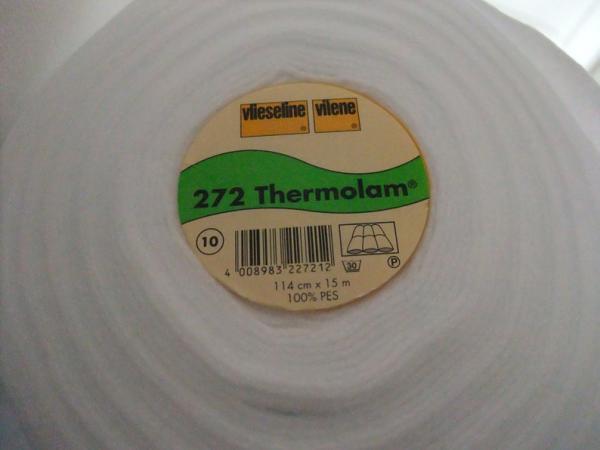 vlieseline® vilene®
272 Thermolam®
10
4 008983 227212
30
P
114 cm x 15 m
100% PES